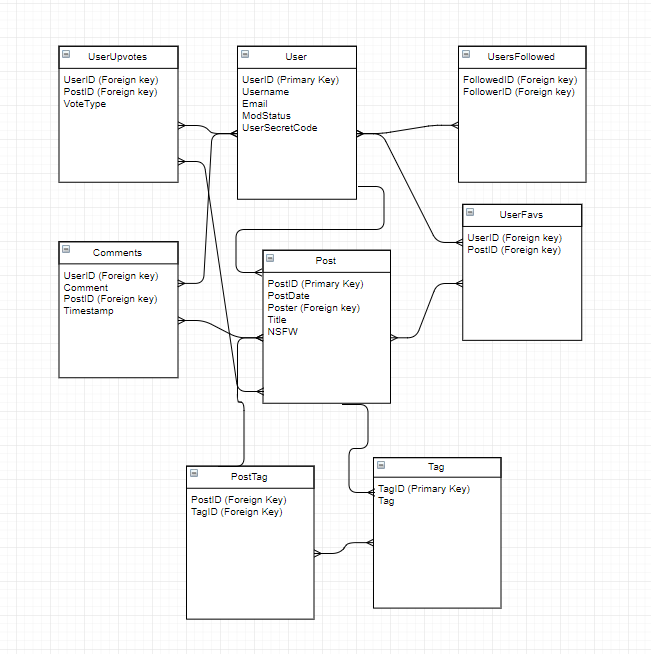 UserUpvotes
UserID (Foreign key)
PostID (Foreign key)
VoteType
User
UserID (Primary Key)
Username
Email
ModStatus
UserSecretCode
UsersFollowed
FollowedID (Foreign key)
FollowerID (Foreign key)
UserFavs
UserID (Foreign key)
PostID (Foreign key)
Comments
UserID (Foreign key)
Comment
PostID (Foreign key)
Timestamp
Post
PostID (Primary Key)
PostDate
Poster (Foreign key)
Title
NSFW
PostTag
PostID (Foreign Key)
TagID (Foreign Key)
Tag
TagID (Primary Key)
Tag